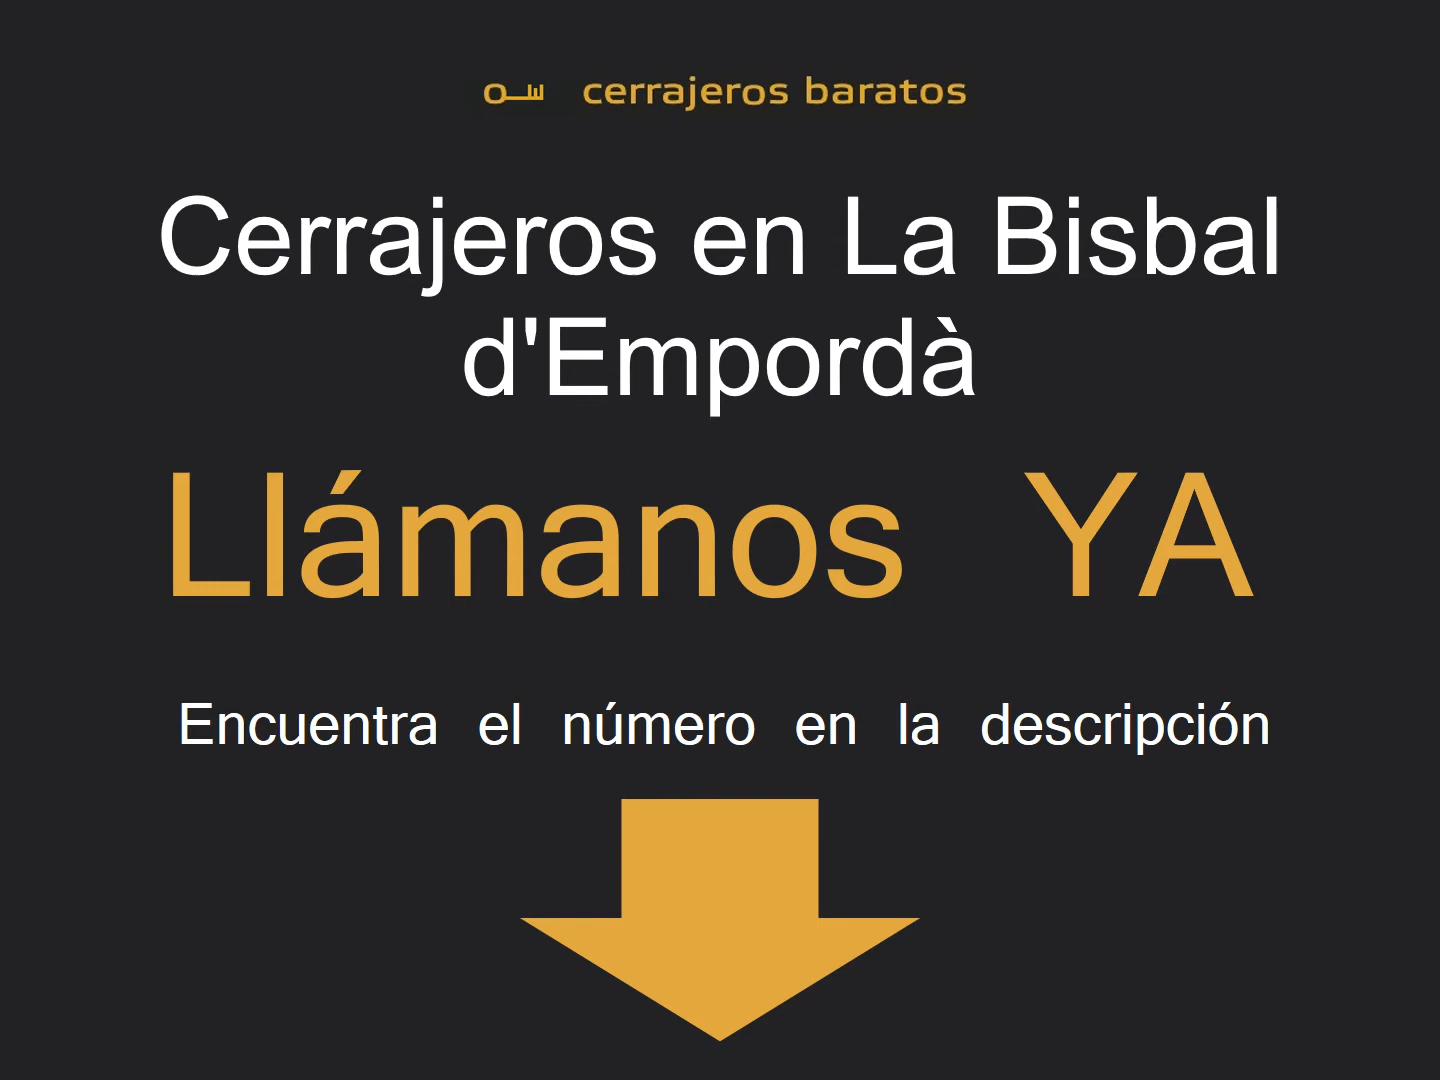 cerrajeros baratos
Cerrajeros en La Bisbal
d'Empordà
Llámanos YA
Encuentra el número en la descripción